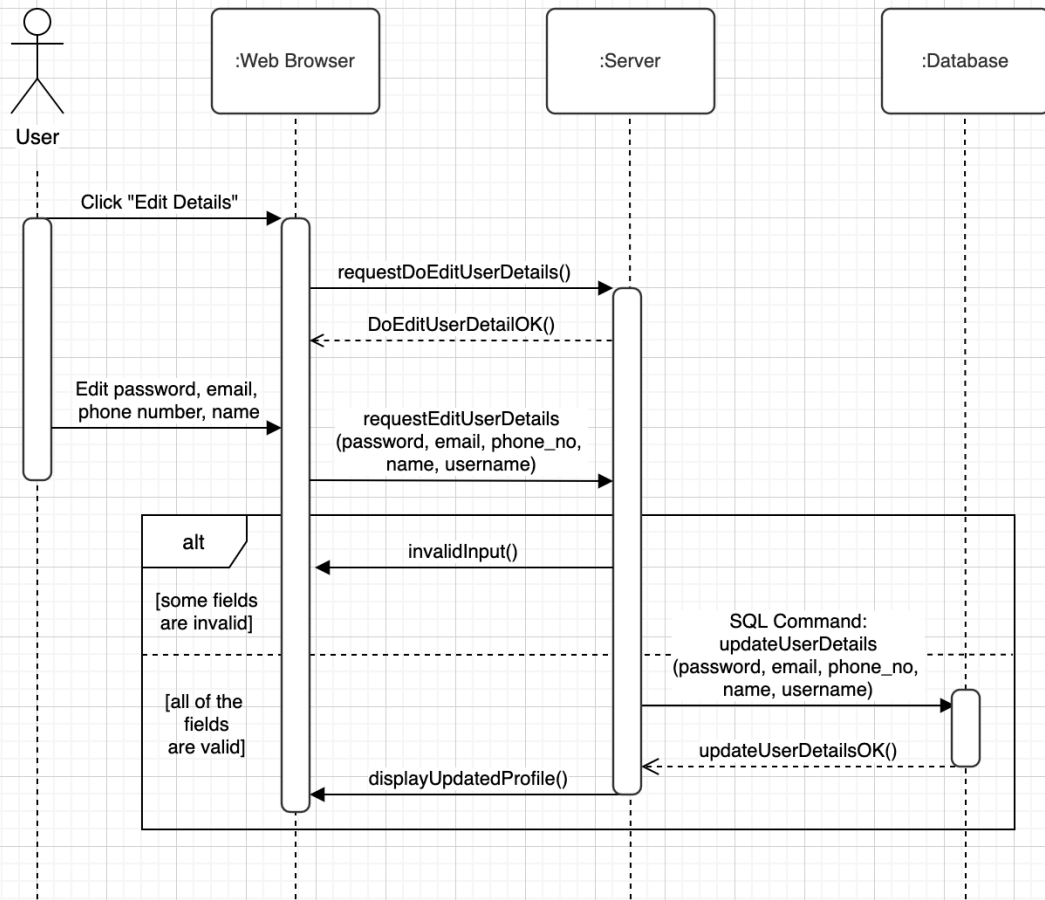 :Web Browser
:Server
:Database
User
Click "Edit Details"
requestDoEditUserDetails()
DoEditUserDetailOK()
Edit password, email,
phone number, name
requestEditUserDetails
(password, email, phone_no,
name, username)
alt
invalidInput()
[some fields
are invalid]
SQL Command:
updateUserDetails
(password, email, phone_no,
name, username)
[all of the
fields
are valid]
updateUserDetailsOK()
displayUpdatedProfile()